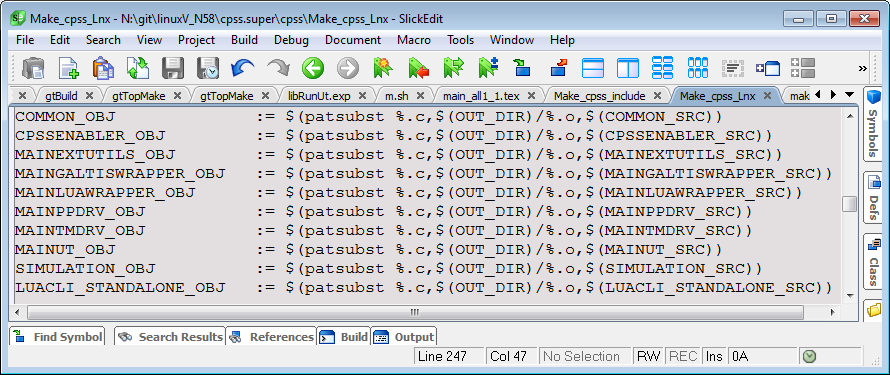 Make_cpss_Lnx - N:\git\linuxV_N58\cpss.super\cpss\Make_cpss_Lnx - SlickEdit
File Edit Search View Project Build Debug Document Macro Tools Window Help
gtBuild gtTopMake gtTopMake libRunUt.exp m.sh main_all1_1.tex Make_cpss_include Make_cpss_Lnx mak
COMMON_OBJ := $(patsubst %.c,$(OUT_DIR)/%.o,$(COMMON_SRC))
CPSSENABLER_OBJ := $(patsubst %.c,$(OUT_DIR)/%.o,$(CPSSENABLER_SRC))
MAINEXTUTILS_OBJ := $(patsubst %.c,$(OUT_DIR)/%.o,$(MAINEXTUTILS_SRC))
MAINGALTISWRAPPER_OBJ := $(patsubst %.c,$(OUT_DIR)/%.o,$(MAINGALTISWRAPPER_SRC))
MAINLUAWRAPPER_OBJ := $(patsubst %.c,$(OUT_DIR)/%.o,$(MAINLUAWRAPPER_SRC))
MAINPPDRV_OBJ := $(patsubst %.c,$(OUT_DIR)/%.o,$(MAINPPDRV_SRC))
MAINTMDRV_OBJ := $(patsubst %.c,$(OUT_DIR)/%.o,$(MAINTMDRV_SRC))
MAINUT_OBJ := $(patsubst %.c,$(OUT_DIR)/%.o,$(MAINUT_SRC))
SIMULATION_OBJ := $(patsubst %.c,$(OUT_DIR)/%.o,$(SIMULATION_SRC))
LUACLI_STANDALONE_OBJ := $(patsubst %.c,$(OUT_DIR)/%.o,$(LUACLI_STANDALONE_SRC))
Symbols
Defs
Class
Find Symbol Search Results References Build Output
Line 247 Col 47 No Selection RW REC Ins 0A